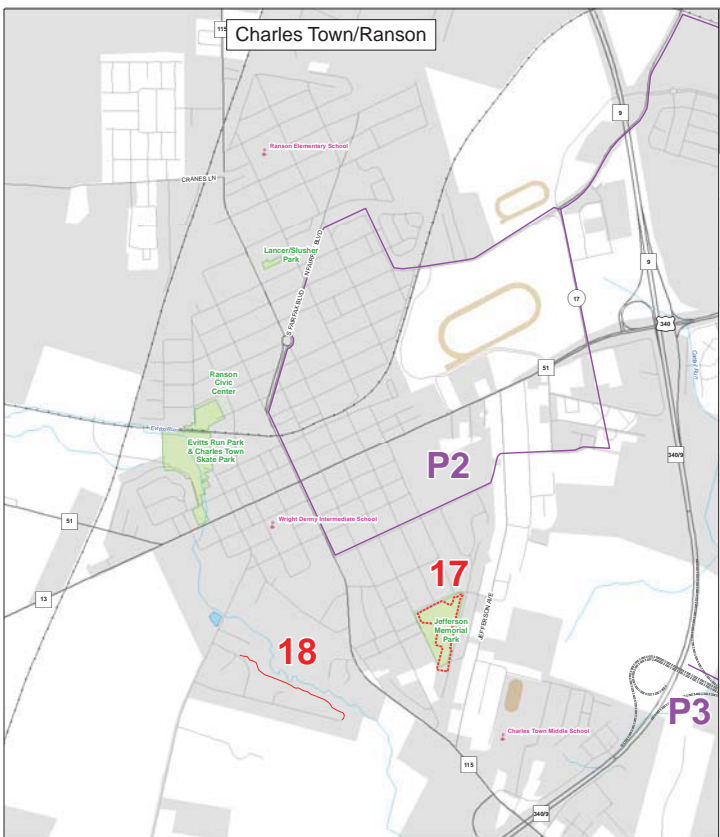 115
Charles Town/Ranson
9
Ranson Elementary School
CRANES LN
Lancer/Slusher
Park
N FAIRFAX BLVD
S FAIRFAX BLVD
9
17
340
51
Ranson
Civic
Center
Evitts Run
Evitts Run Park
& Charles Town
Skate Park
P2
340/9
51
Wright Denny Intermediate School
17
13
JEFFERSON AVE
Jefferson
Memorial
Park
18
P3
Charles Town Middle School
115
340/9